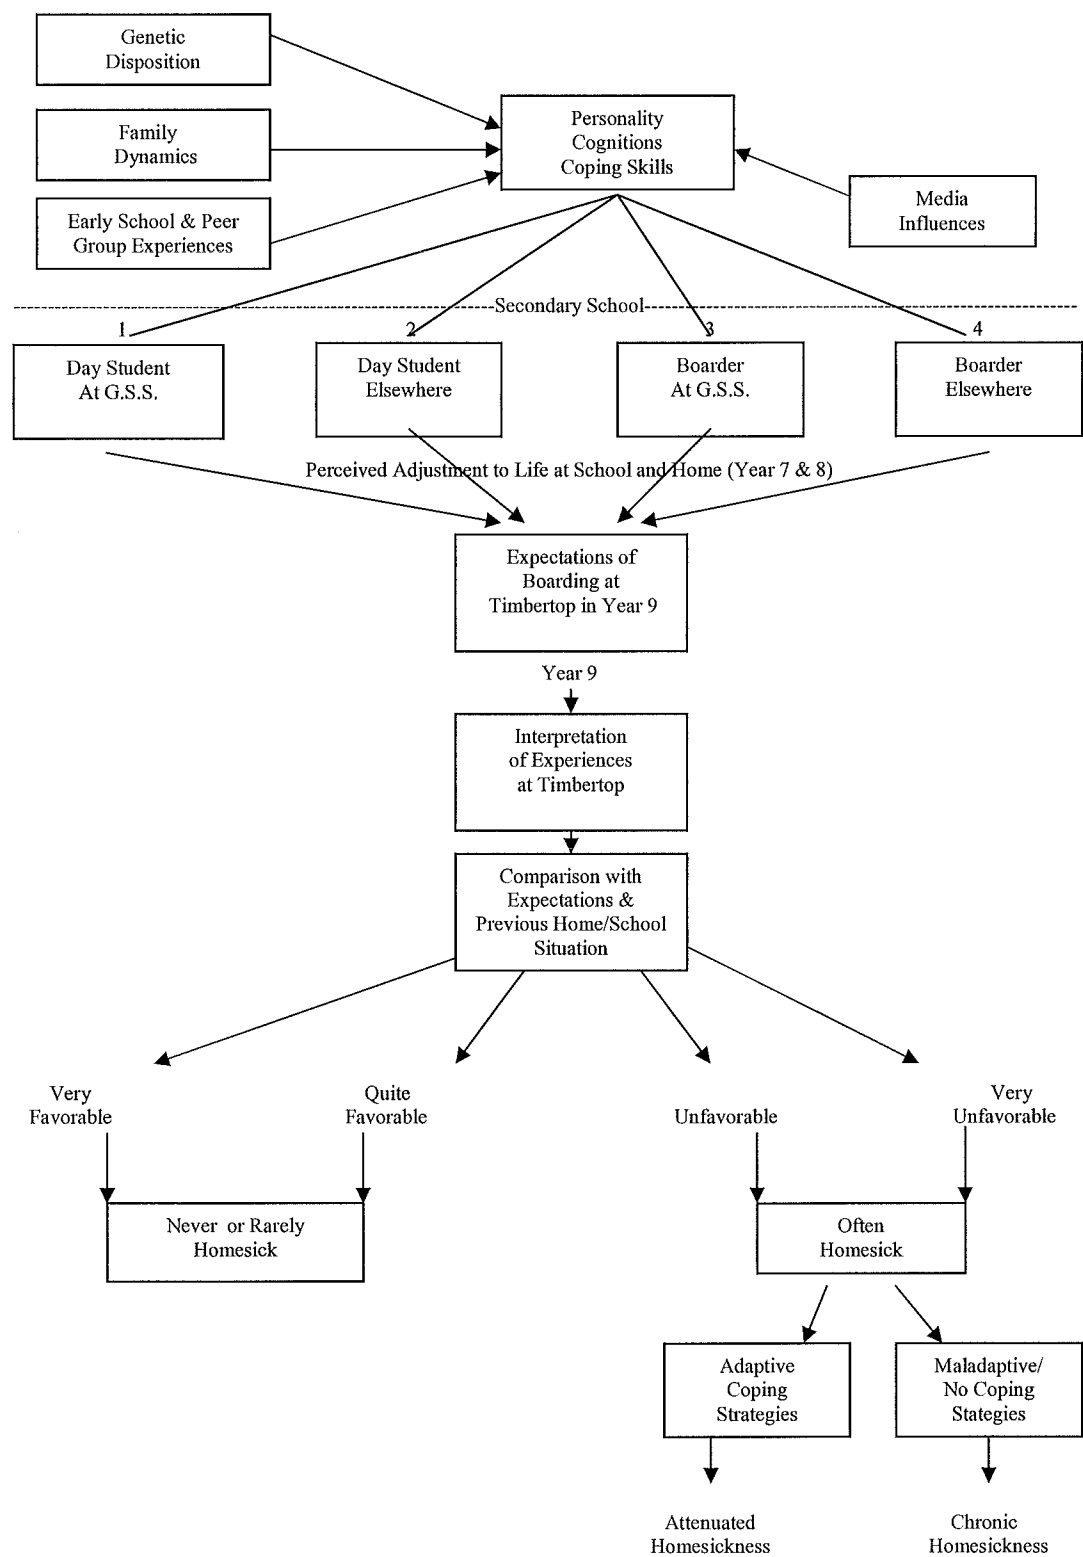 Genetic
Disposition
Family
Dynamics
Early School & Peer
Group Experiences
Personality
Cognitions
Coping Skills
Media
Influences
Secondary School
1
2
3
4
Day Student
At G.S.S.
Day Student
Elsewhere
Boarder
At G.S.S.
Boarder
Elsewhere
Perceived Adjustment to Life at School and Home (Year 7 & 8)
Expectations of
Boarding at
Timbertop in Year 9
Year 9
Interpretation
of Experiences
at Timbertop
Comparison with
Expectations &
Previous Home/School
Situation
Very
Favorable
Quite
Favorable
Unfavorable
Very
Unfavorable
Never or Rarely
Homesick
Often
Homesick
Adaptive
Coping
Strategies
Maladaptive/
No Coping
Stategies
Attenuated
Homesickness
Chronic
Homesickness